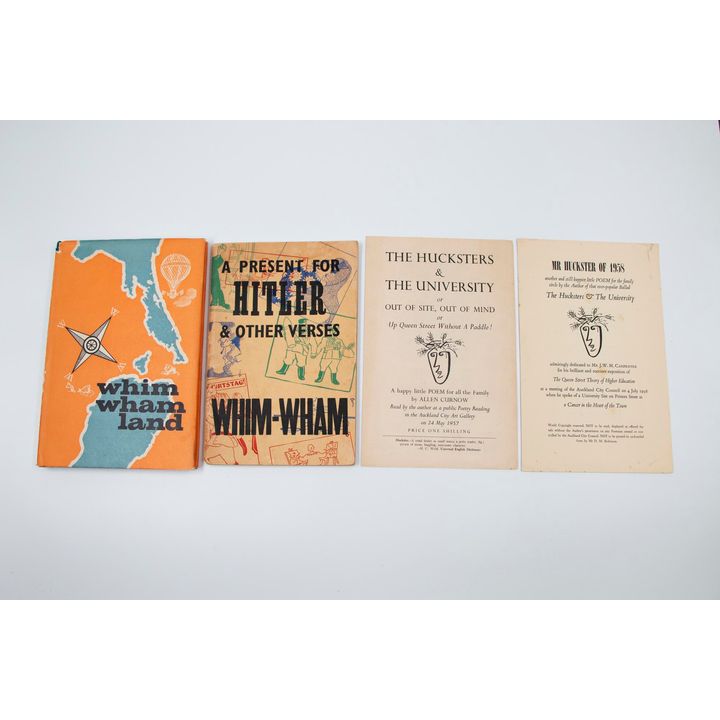 whim
wham
land
A PRESENT FOR
HITLER
& OTHER VERSES
WHIM-WHAM
THE HUCKSTERS
&
THE UNIVERSITY
or
OUT OF SITE, OUT OF MIND
or
Up Queen Street Without A Paddle!
A happy little POEM for all the Family
by ALLEN CURNOW
Read by the author at a public Poetry Reading
in the Auckland City Art Gallery
on 24 May 1957
PRICE ONE SHILLING
MR HUCKSTER OF 1958
another and still happier little POEM for the family
circle by the Author of that ever-popular Ballad
The Hucksters & The University
admiringly dedicated to Mr J. W. H. CARPENTER
for his brilliant and succinct exposition of
The Queen Street Theory of Higher Education
at a meeting of the Auckland City Council on 4 July 1958
when he spoke of a University Site on Princes Street as
a Cancer in the Heart of the Town